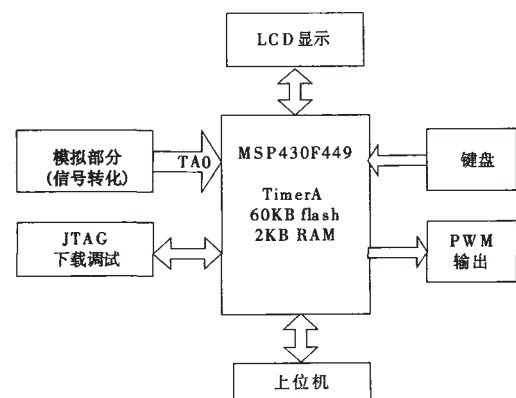 LCD显示
模拟部分
(信号转化)
TA0
MSP430F449
TimerA
60KB flash
2KB RAM
键盘
JTAG
下载调试
PWM
输出
上位机